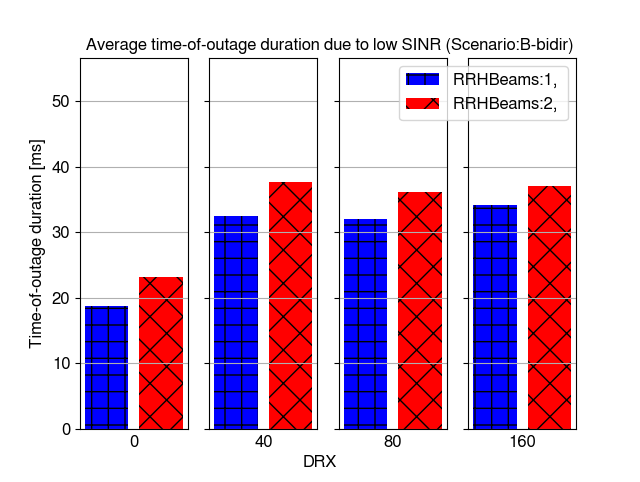 Average time-of-outage duration due to low SINR (Scenario:B-bidir)
RRHBeams:1,
RRHBeams:2,
Time-of-outage duration [ms]
50
40
30
20
10
0
0
40
80
160
DRX